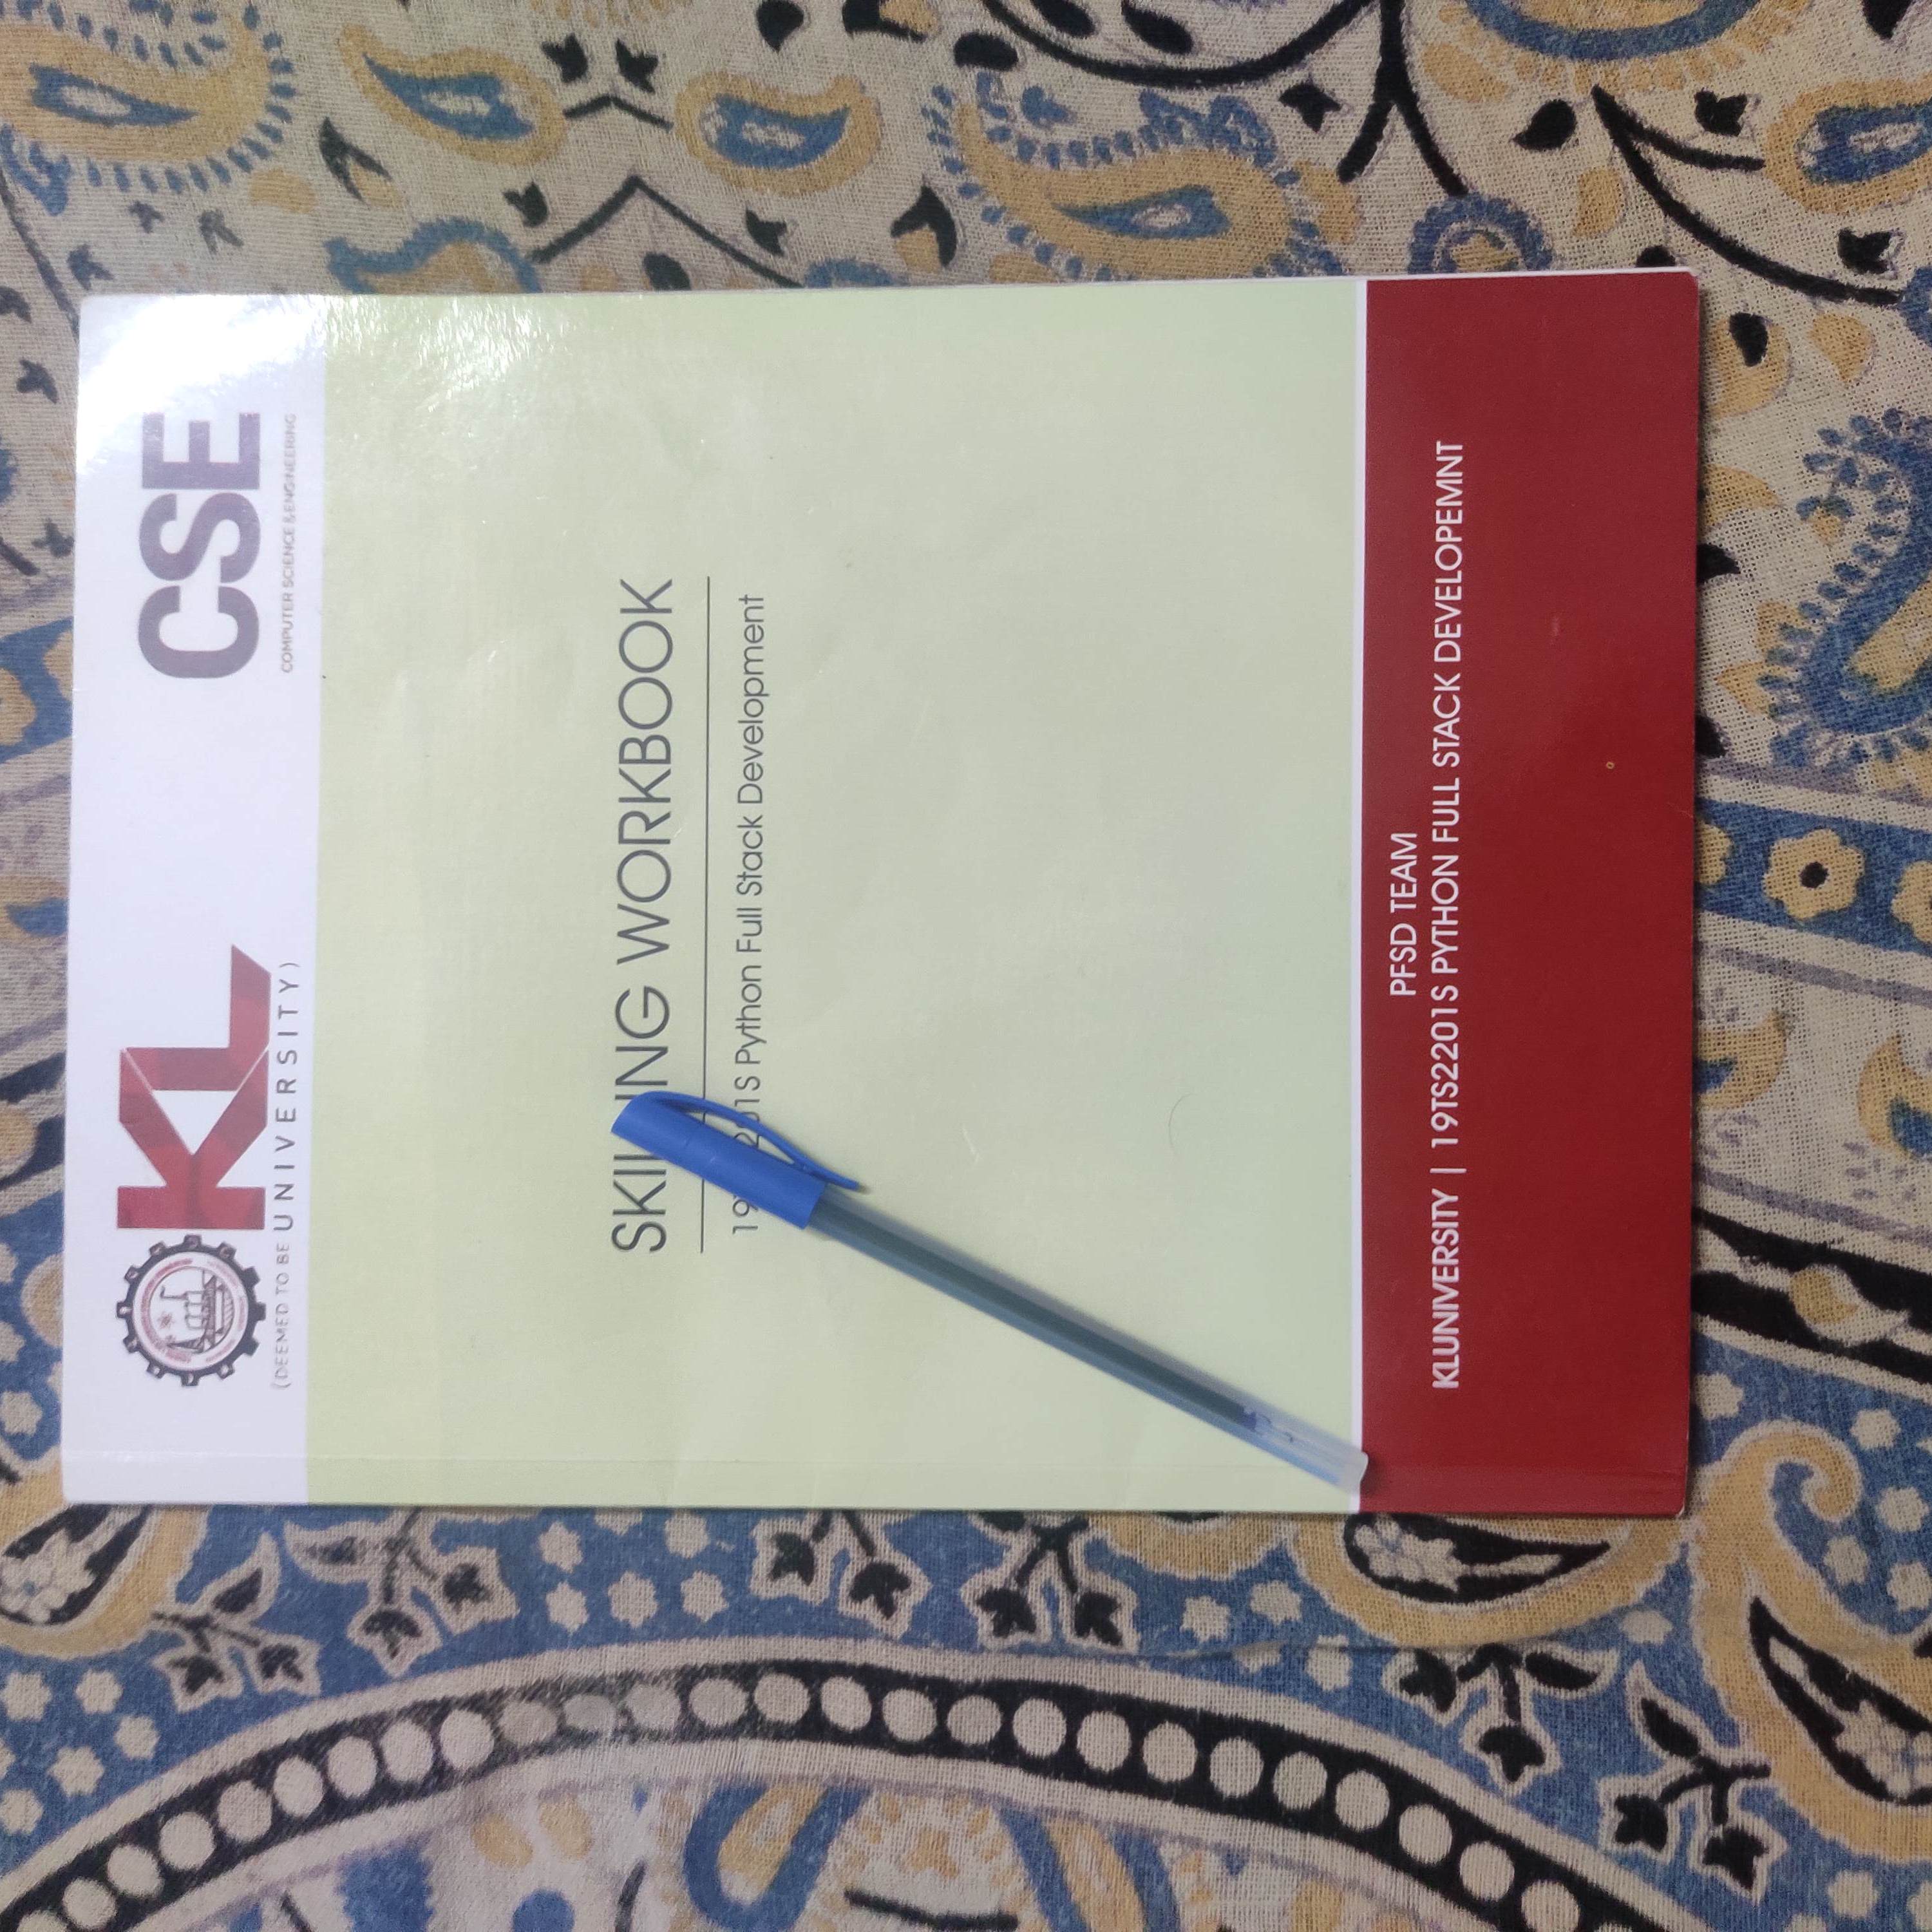 KL
(DEEMED TO BE UNIVERSITY)
CSE
COMPUTER SCIENCE & ENGINEERING
WORKBOOK
Python Full Stack Development
PFSD TEAM
KLUNIVERSITY | 19TS2201S PYTHON FULL STACK DEVELOPEMNT